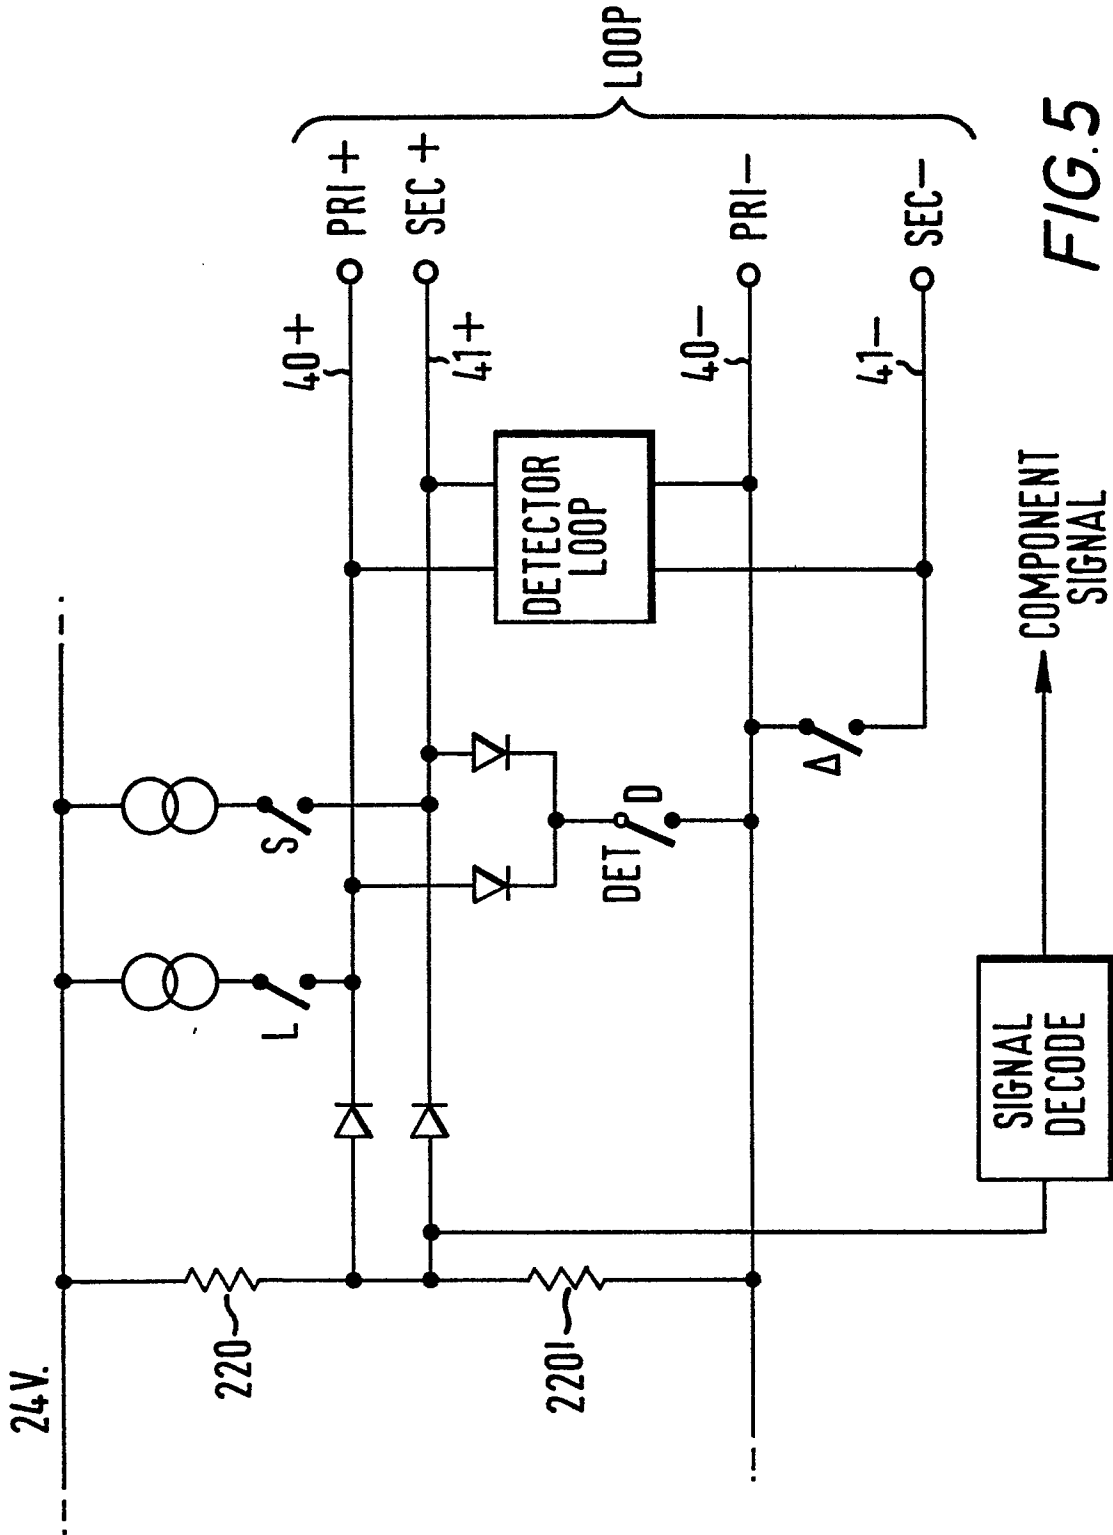 24V.
220
220'
L
S
DET D
Δ
DETECTOR
LOOP
40+
41+
40-
41-
PRI+
SEC+
PRI-
SEC-
LOOP
SIGNAL
DECODE
COMPONENT
SIGNAL
FIG. 5